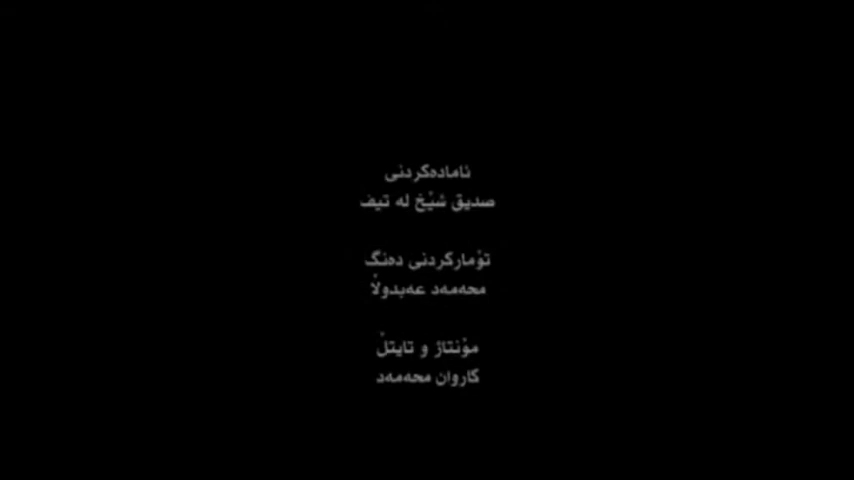 ئامادەکردنی
صدیق شێخ لە تیف
تۆمارکردنی دەنگ
محەمەد عەبدوڵا
مۆنتاژ و تایتڵ
کاروان محەمەد